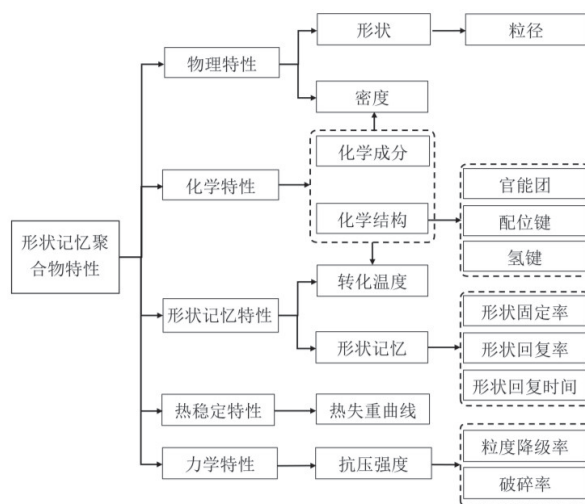 形状
粒径
物理特性
密度
化学成分
化学特性
官能团
化学结构
配位键
形状记忆聚
合物特性
氢键
转化温度
形状记忆特性
形状固定率
形状记忆
形状回复率
形状回复时间
热稳定特性
热失重曲线
粒度降级率
力学特性
抗压强度
破碎率